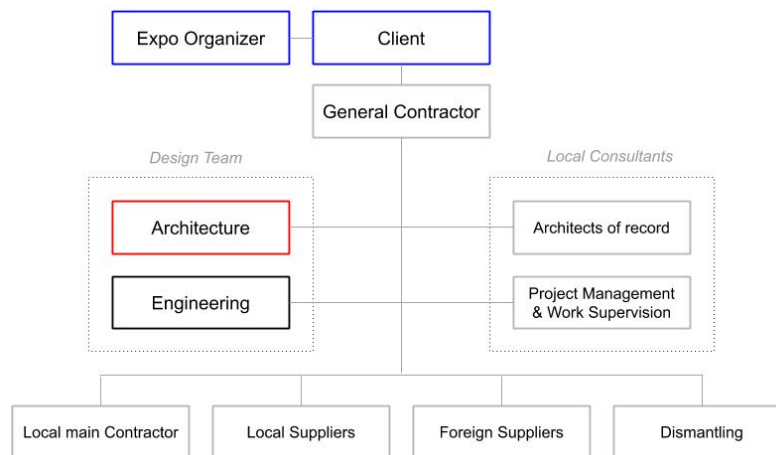 Expo Organizer
Client
General Contractor
Design Team
Local Consultants
Architecture
Architects of record
Engineering
Project Management
& Work Supervision
Local main Contractor
Local Suppliers
Foreign Suppliers
Dismantling